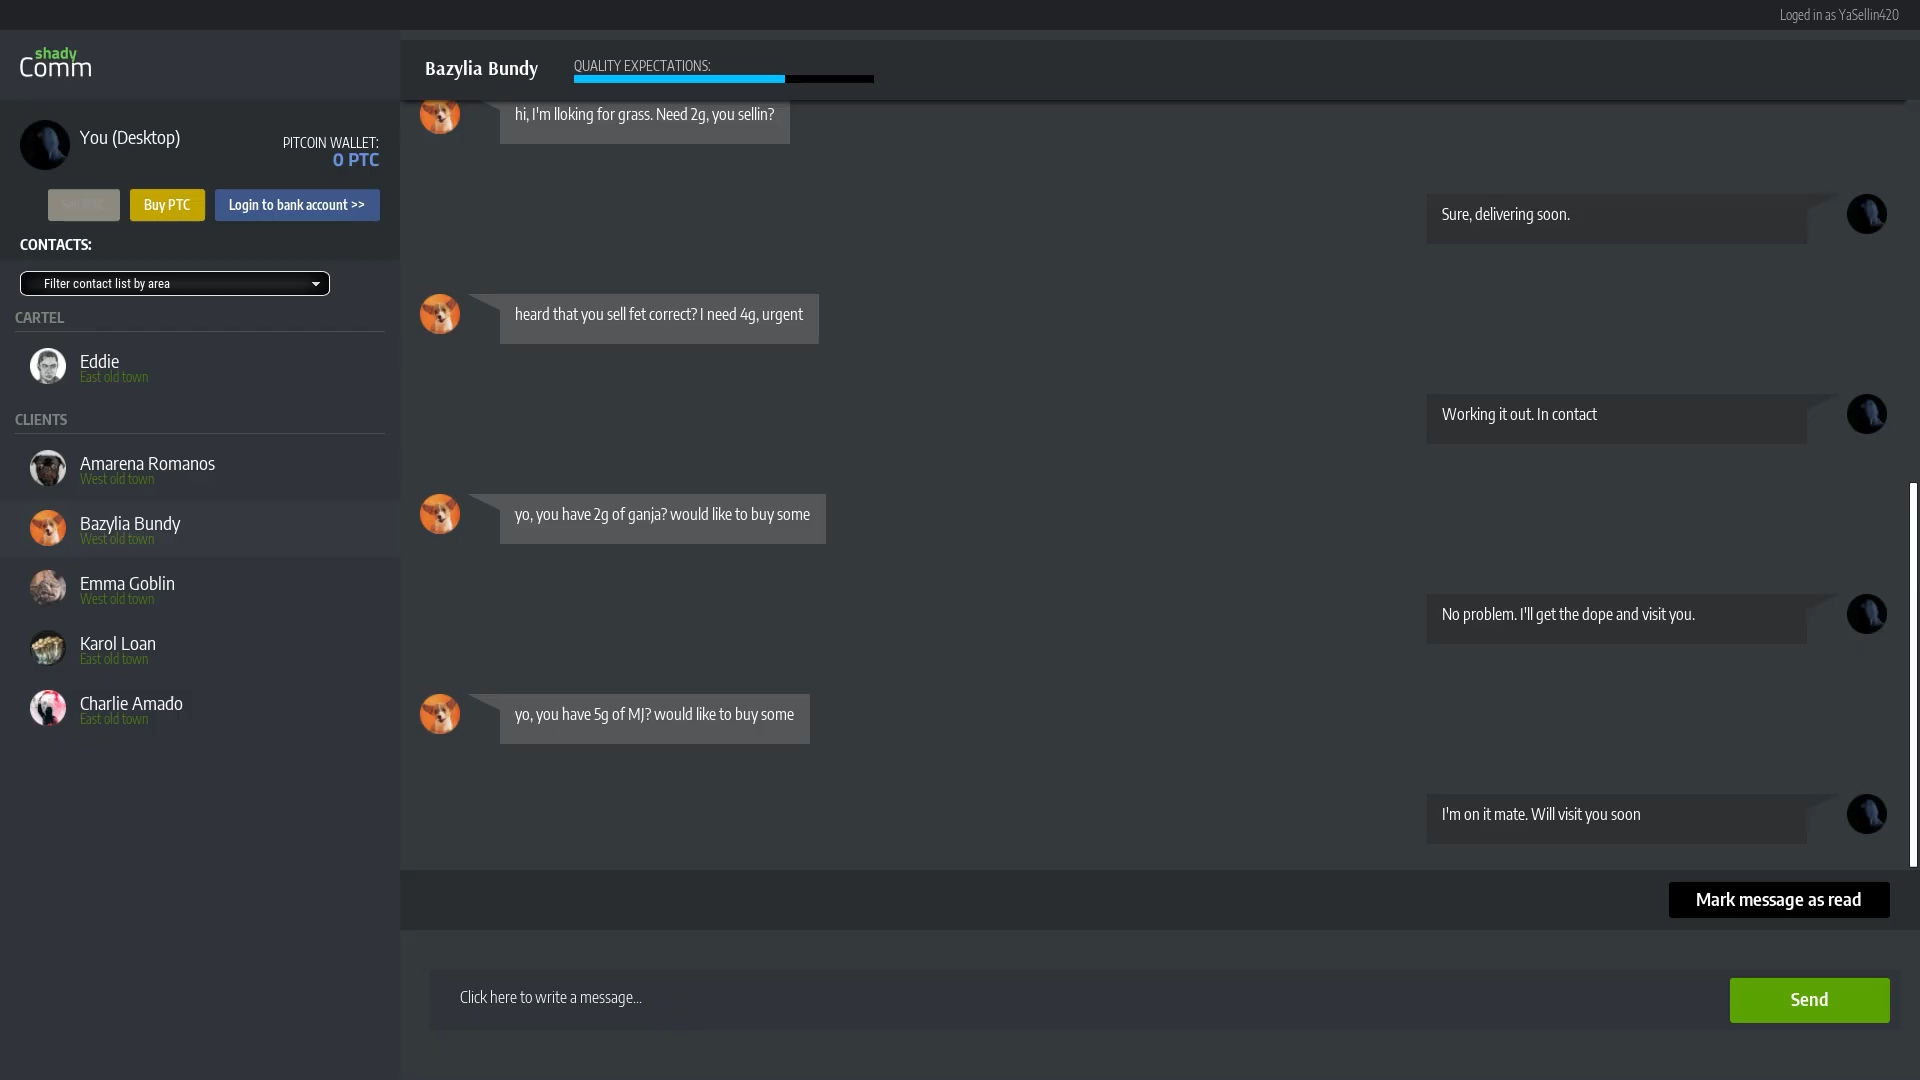 Loged in as YaSellin420
shady
Comm
Bazylia Bundy
QUALITY EXPECTATIONS:
You (Desktop)
PITCOIN WALLET:
0 PTC
Buy PTC
Login to bank account >>
CONTACTS:
Filter contact list by area
CARTEL
Eddie
East old town
CLIENTS
Amarena Romanos
West old town
Bazylia Bundy
West old town
Emma Goblin
West old town
Karol Loan
East old town
Charlie Amado
East old town
hi, I'm lloking for grass. Need 2g, you sellin?
Sure, delivering soon.
heard that you sell fet correct? I need 4g, urgent
Working it out. In contact
yo, you have 2g of ganja? would like to buy some
No problem. I'll get the dope and visit you.
yo, you have 5g of MJ? would like to buy some
I'm on it mate. Will visit you soon
Mark message as read
Click here to write a message...
Send